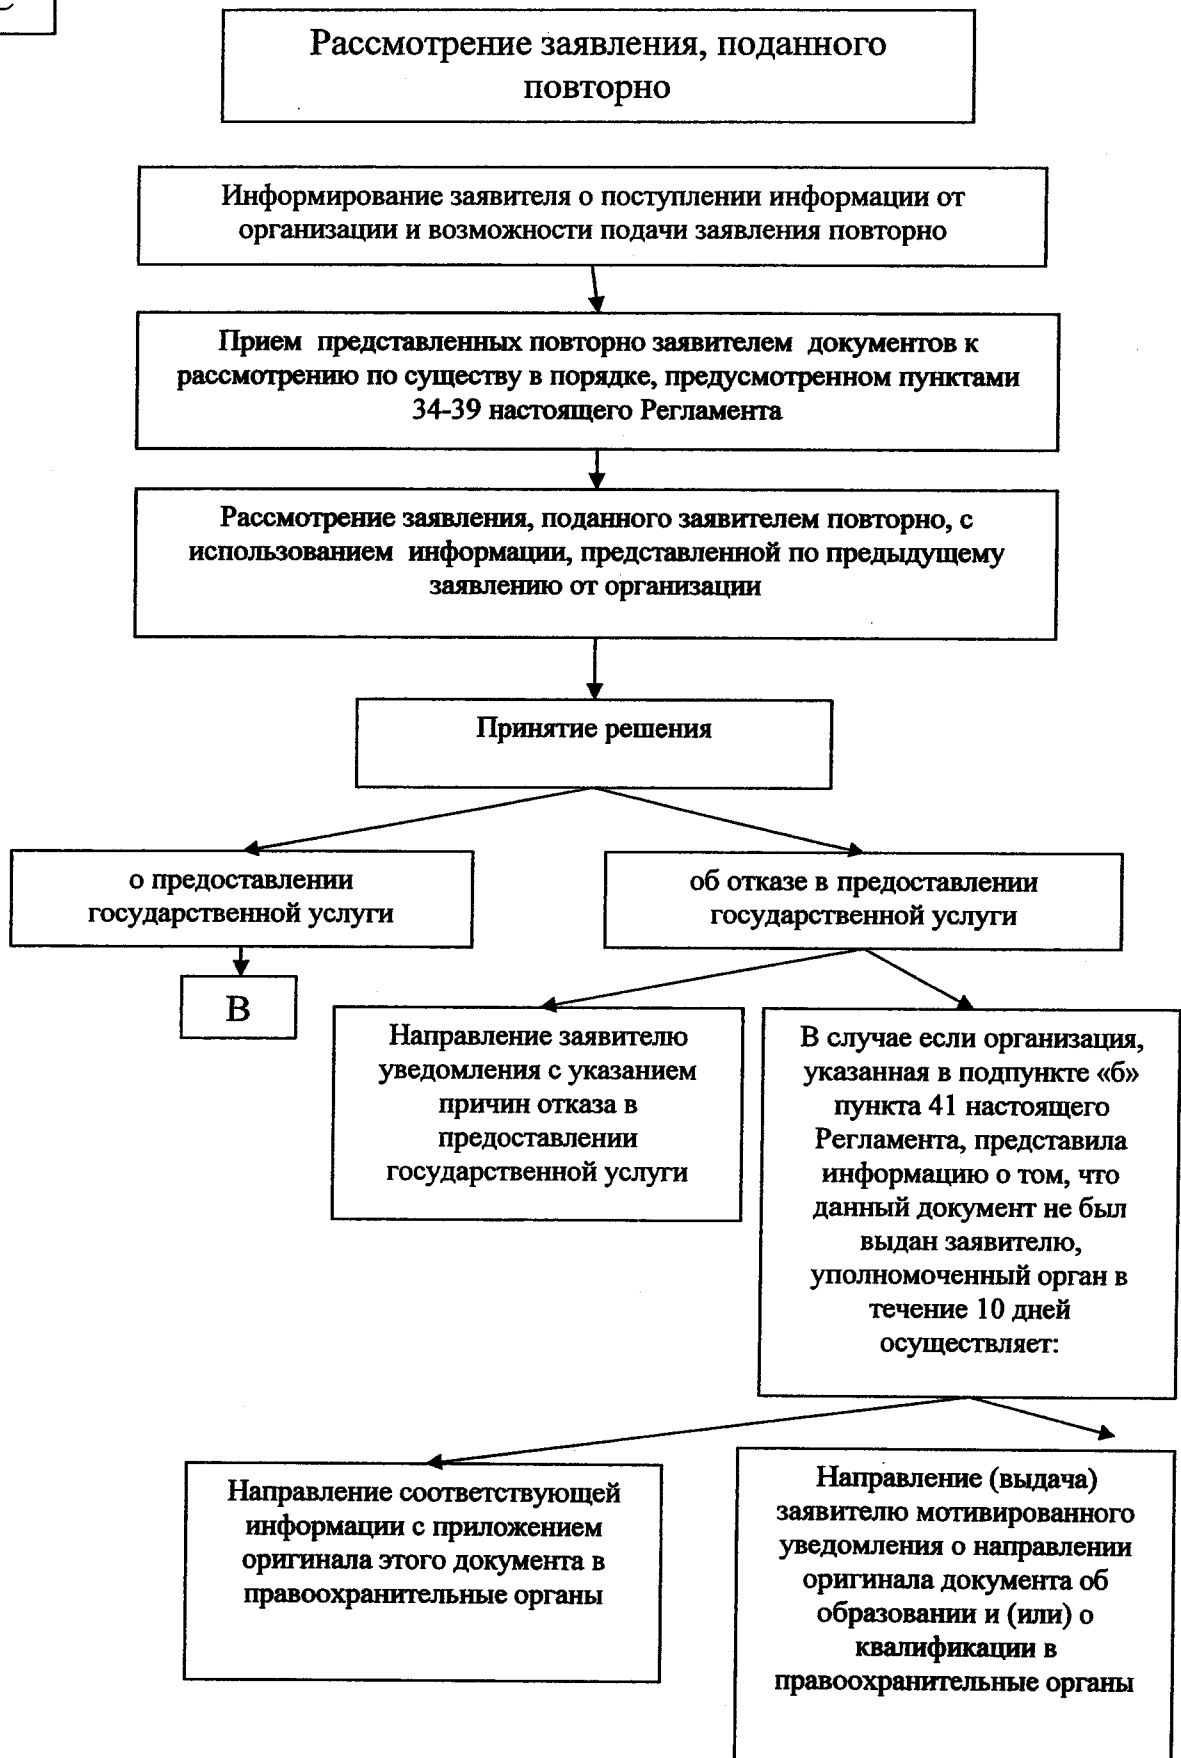 Рассмотрение заявления, поданного
повторно
Информирование заявителя о поступлении информации от
организации и возможности подачи заявления повторно
Прием представленных повторно заявителем документов к
рассмотрению по существу в порядке, предусмотренном пунктами
34-39 настоящего Регламента
Рассмотрение заявления, поданного заявителем повторно, с
использованием информации, представленной по предыдущему
заявлению от организации
Принятие решения
о предоставлении
государственной услуги
об отказе в предоставлении
государственной услуги
В
Направление заявителю
уведомления с указанием
причин отказа в
предоставлении
государственной услуги
В случае если организация,
указанная в подпункте «б»
пункта 41 настоящего
Регламента, представила
информацию о том, что
данный документ не был
выдан заявителю,
уполномоченный орган в
течение 10 дней
осуществляет:
Направление соответствующей
информации с приложением
оригинала этого документа в
правоохранительные органы
Направление (выдача)
заявителю мотивированного
уведомления о направлении
оригинала документа об
образовании и (или) о
квалификации в
правоохранительные органы